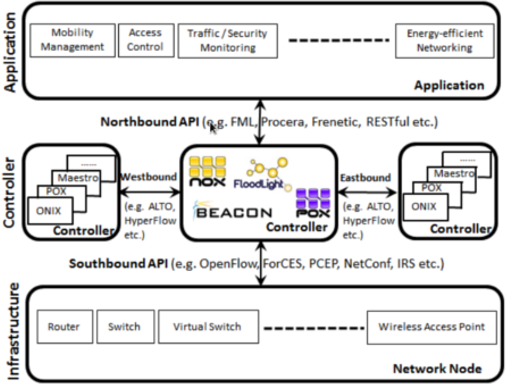 Application
Mobility
Management
Access
Control
Traffic / Security
Monitoring
Energy-efficient
Networking
Application
Northbound API (e.g. FML, Procera, Frenetic, RESTful etc.)
Controller
........
Maestro
POX
ONIX
Controller
Westbound
(e.g. ALTO,
HyperFlow
etc.)
NOX
FloodLight
BEACON
POX
Controller
Eastbound
(e.g. ALTO,
HyperFlow
etc.)
........
Maestro
POX
ONIX
Controller
Southbound API (e.g. OpenFlow, ForCES, PCEP, NetConf, IRS etc.)
Infrastructure
Router
Switch
Virtual Switch
Wireless Access Point
Network Node